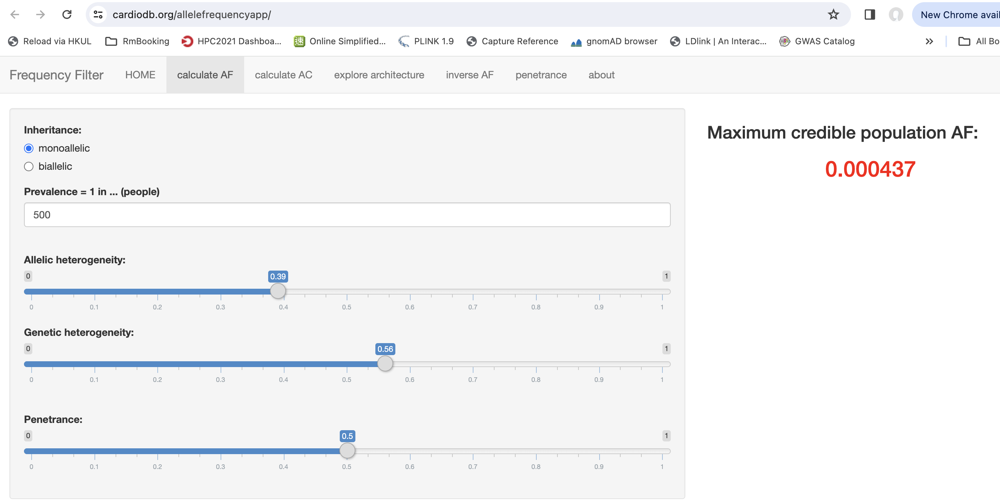 cardiodb.org/allelefrequencyapp/
New Chrome avail
Reload via HKUL RmBooking HPC2021 Dashboa... 速 Online Simplified... PLINK 1.9 Capture Reference gnomAD browser LDlink | An Interac... GWAS Catalog » All Bo
Frequency Filter HOME calculate AF calculate AC explore architecture inverse AF penetrance about
Inheritance:
monoallelic
biallelic
Prevalence = 1 in ... (people)
500
Allelic heterogeneity:
0 0.39 1
0 0.1 0.2 0.3 0.4 0.5 0.6 0.7 0.8 0.9 1
Genetic heterogeneity:
0 0.56 1
0 0.1 0.2 0.3 0.4 0.5 0.6 0.7 0.8 0.9 1
Penetrance:
0 0.5 1
0 0.1 0.2 0.3 0.4 0.5 0.6 0.7 0.8 0.9 1
Maximum credible population AF:
0.000437